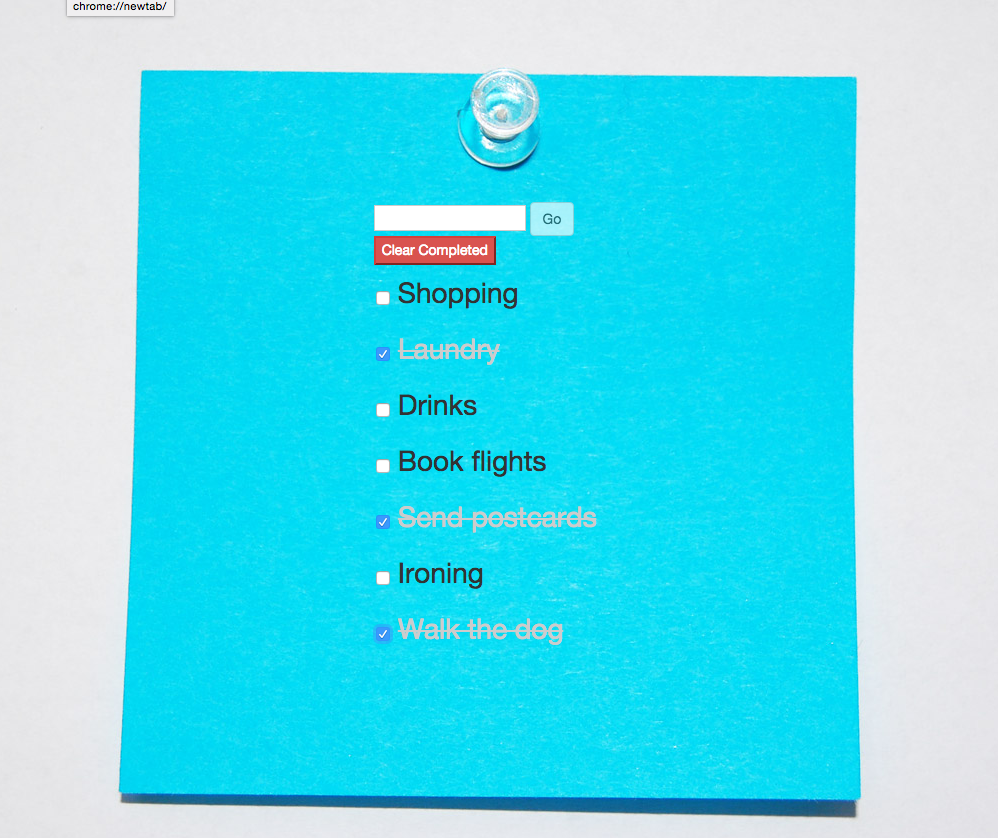 chrome://newtab/
Go
Clear Completed
Shopping
Laundry
Drinks
Book flights
Send postcards
Ironing
Walk the dog